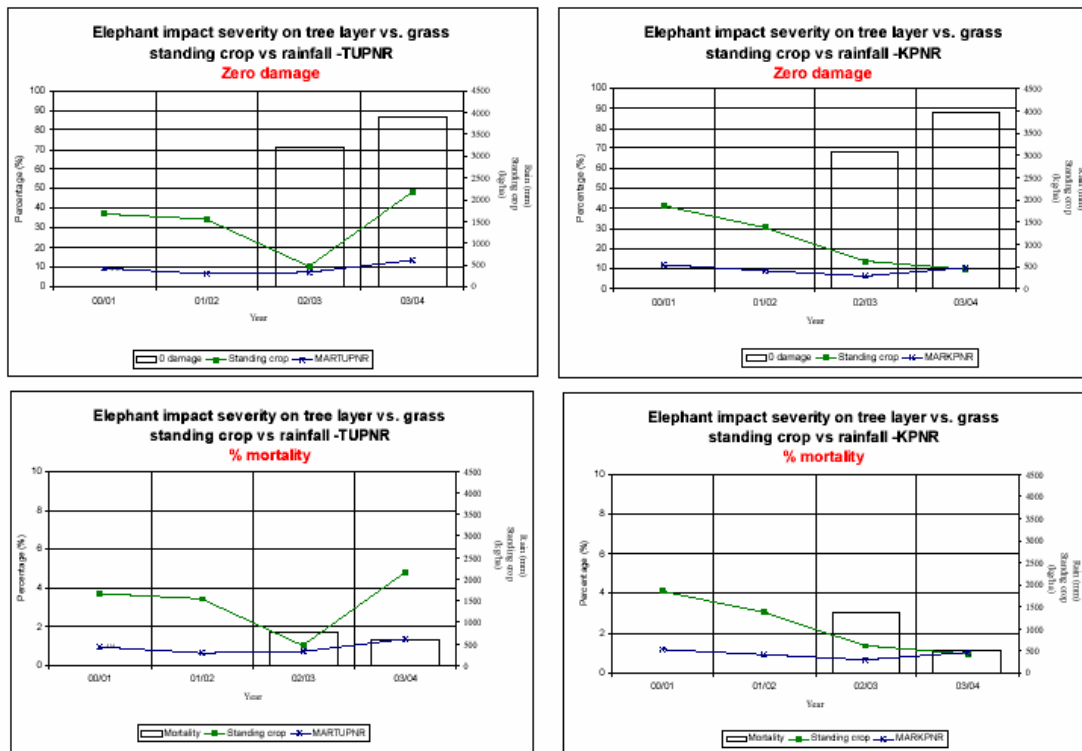 Elephant impact severity on tree layer vs. grass
standing crop vs rainfall -TUPNR
Zero damage
Percentage (%)
100
90
80
70
60
50
40
30
20
10
0
4500
4000
3500
3000
2500
2000
1500
1000
500
0
Rain (mm)
Standing crop
(kg/ha)
00/01 01/02 02/03 03/04
Year
0 damage Standing crop MARTUPNR
Elephant impact severity on tree layer vs. grass
standing crop vs rainfall -KPNR
Zero damage
Percentage (%)
100
90
80
70
60
50
40
30
20
10
0
4500
4000
3500
3000
2500
2000
1500
1000
500
0
Rain (mm)
Standing crop
(kg/ha)
00/01 01/02 02/03 03/04
Year
0 damage Standing crop MARKPNR
Elephant impact severity on tree layer vs. grass
standing crop vs rainfall -TUPNR
% mortality
Percentage (%)
10
8
6
4
2
0
4500
4000
3500
3000
2500
2000
1500
1000
500
0
Rain (mm)
Standing crop
(kg/ha)
00/01 01/02 02/03 03/04
Year
Mortality Standing crop MARTUPNR
Elephant impact severity on tree layer vs. grass
standing crop vs rainfall -KPNR
% mortality
Percentage (%)
10
8
6
4
2
0
4500
4000
3500
3000
2500
2000
1500
1000
500
0
Rain (mm)
Standing crop
(kg/ha)
00/01 01/02 02/03 03/04
Year
Mortality Standing crop MARKPNR